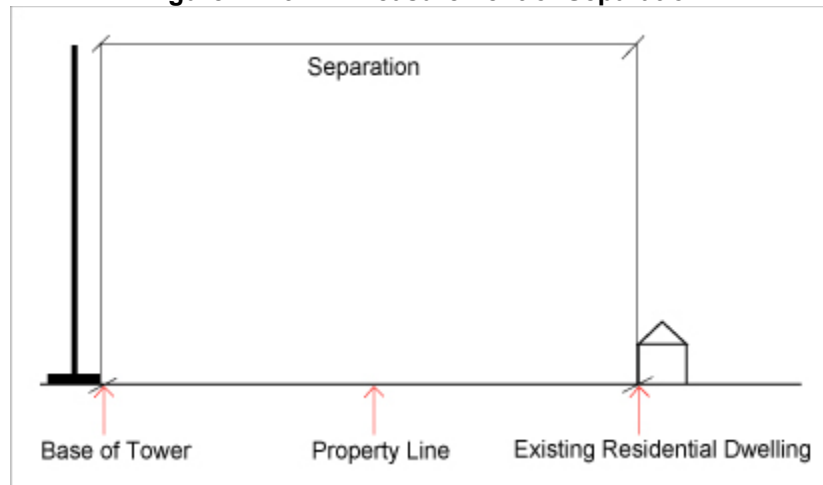 Separation
Base of Tower
Property Line
Existing Residential Dwelling